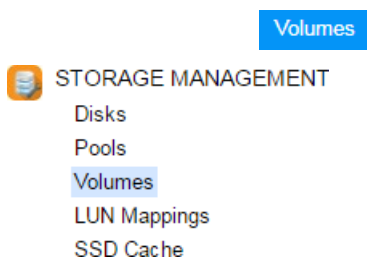 Volumes
STORAGE MANAGEMENT
Disks
Pools
Volumes
LUN Mappings
SSD Cache